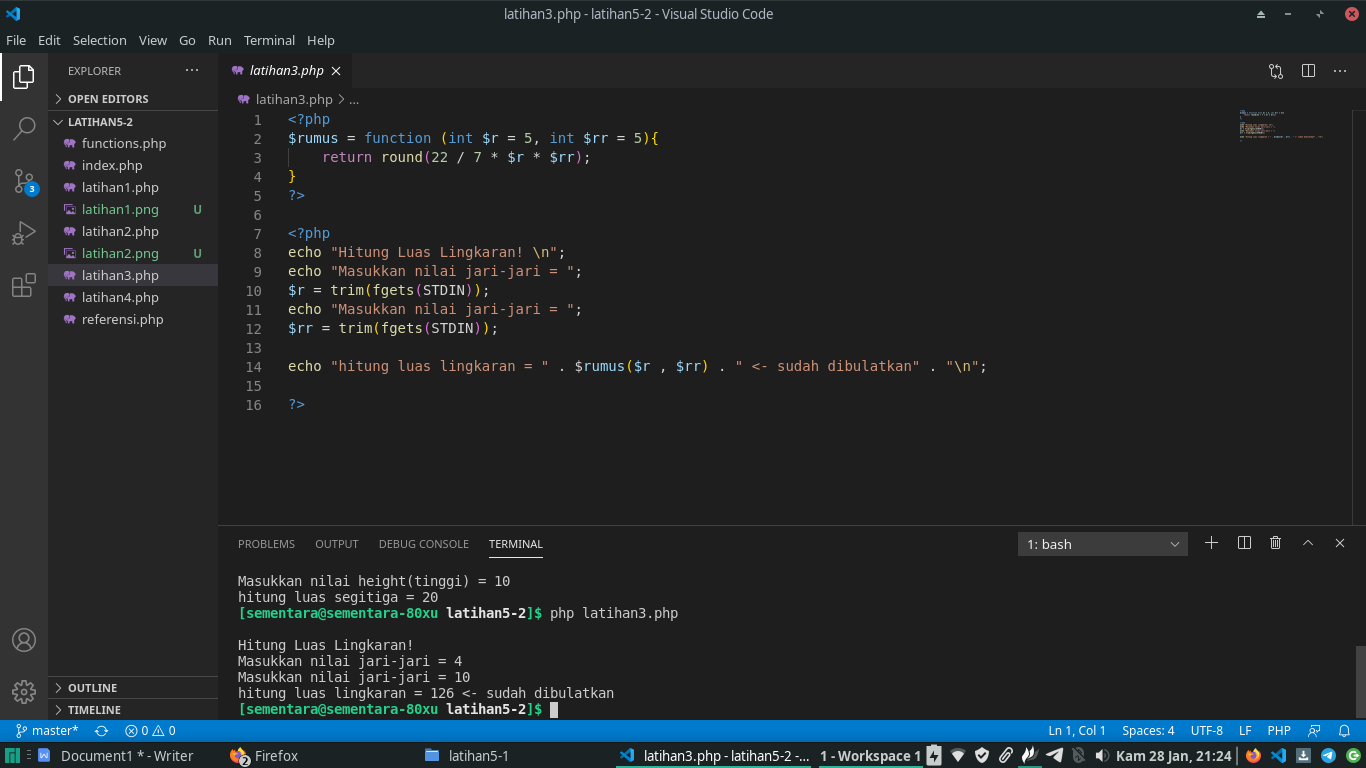 latihan3.php - latihan5-2 - Visual Studio Code
File Edit Selection View Go Run Terminal Help
EXPLORER
OPEN EDITORS
LATIHAN5-2
functions.php
index.php
latihan1.php
latihan1.png U
latihan2.php
latihan2.png U
latihan3.php
latihan4.php
referensi.php
OUTLINE
TIMELINE
3
latihan3.php
latihan3.php > ...
1 <?php
2 $rumus = function (int $r = 5, int $rr = 5){
3     return round(22 / 7 * $r * $rr);
4 }
5 ?>
6
7 <?php
8 echo "Hitung Luas Lingkaran! \n";
9 echo "Masukkan nilai jari-jari = ";
10 $r = trim(fgets(STDIN));
11 echo "Masukkan nilai jari-jari = ";
12 $rr = trim(fgets(STDIN));
13
14 echo "hitung luas lingkaran = " . $rumus($r , $rr) . " <- sudah dibulatkan" . "\n";
15
16 ?>
PROBLEMS OUTPUT DEBUG CONSOLE TERMINAL 1: bash
Masukkan nilai height(tinggi) = 10
hitung luas segitiga = 20
[sementara@sementara-80xu latihan5-2]$ php latihan3.php
Hitung Luas Lingkaran!
Masukkan nilai jari-jari = 4
Masukkan nilai jari-jari = 10
hitung luas lingkaran = 126 <- sudah dibulatkan
[sementara@sementara-80xu latihan5-2]$
master* 0 0 Ln 1, Col 1 Spaces: 4 UTF-8 LF PHP
Document1 * - Writer 2 Firefox latihan5-1 latihan3.php - latihan5-2 -... 1 - Workspace 1 Kam 28 Jan, 21:24